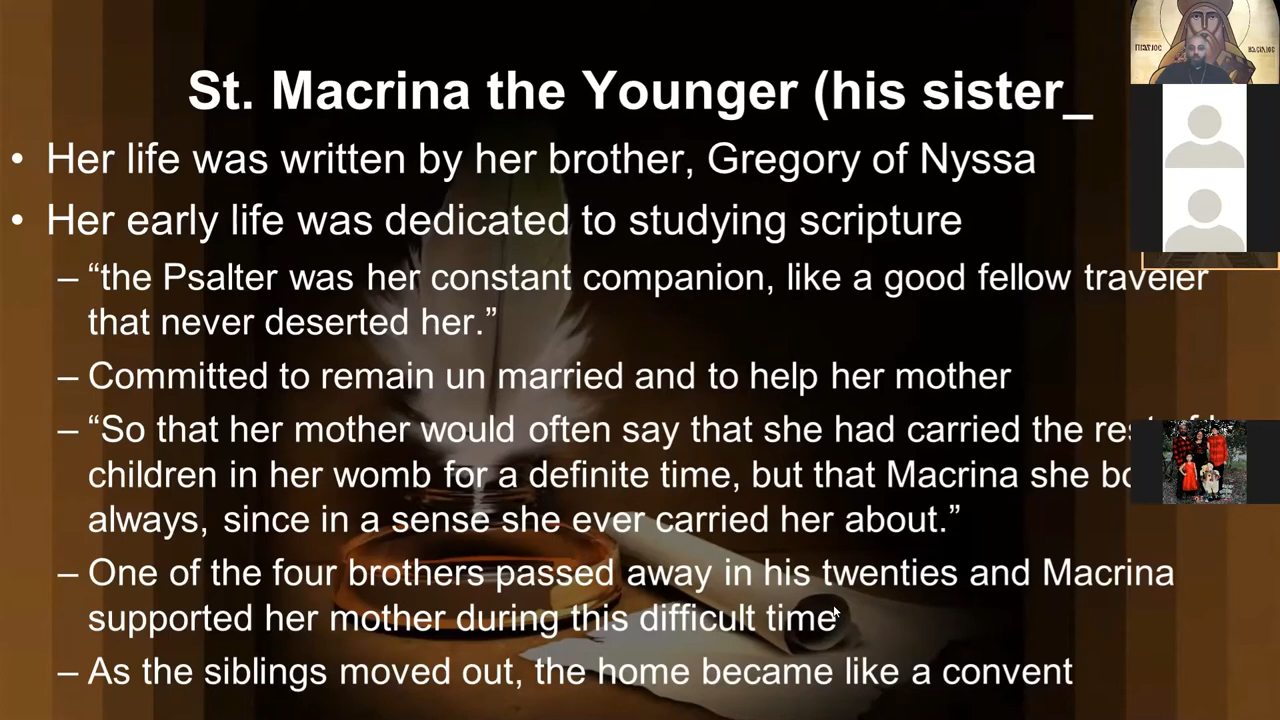 St. Macrina the Younger (his sister_
• Her life was written by her brother, Gregory of Nyssa
• Her early life was dedicated to studying scripture
– “the Psalter was her constant companion, like a good fellow traveler
that never deserted her.”
– Committed to remain un married and to help her mother
– “So that her mother would often say that she had carried the
children in her womb for a definite time, but that Macrina she
always, since in a sense she ever carried her about.”
– One of the four brothers passed away in his twenties and Macrina
supported her mother during this difficult time
– As the siblings moved out, the home became like a convent